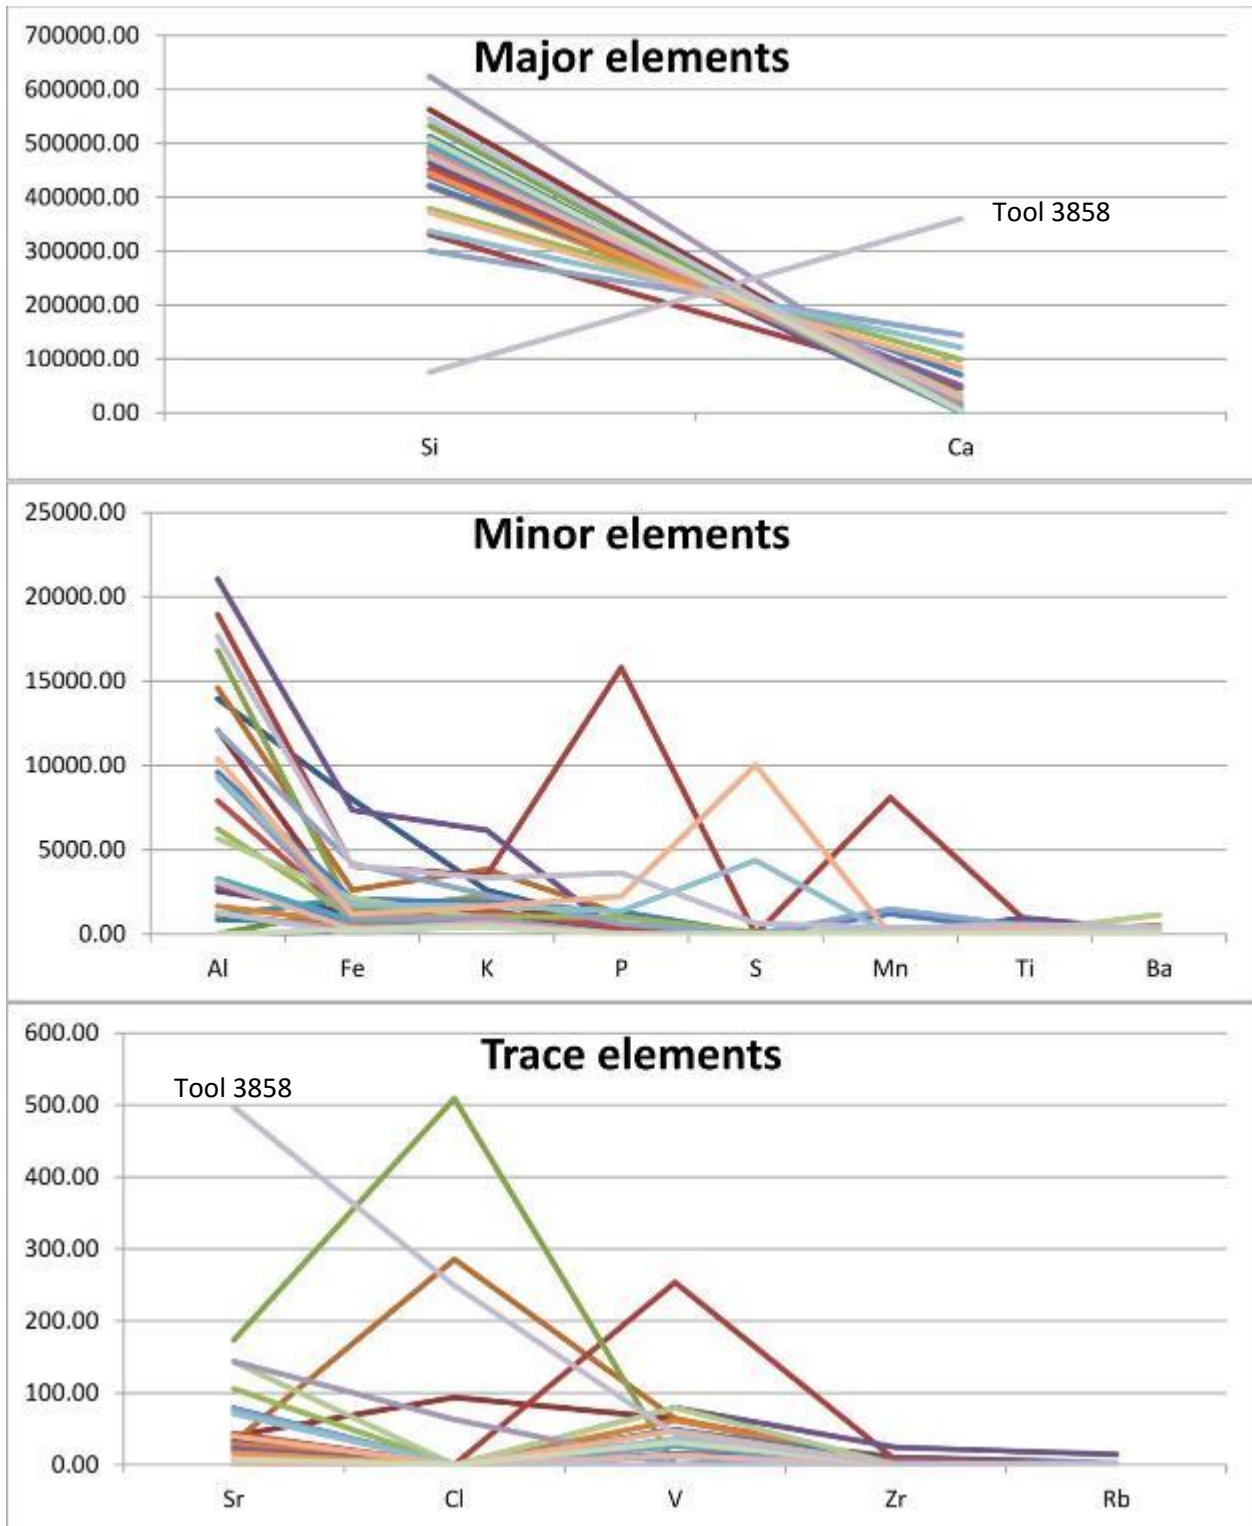 Major elements
700000.00
600000.00
500000.00
400000.00
300000.00
200000.00
100000.00
0.00
Tool 3858
Si Ca
Minor elements
25000.00
20000.00
15000.00
10000.00
5000.00
0.00
Al Fe K P S Mn Ti Ba
Trace elements
600.00
500.00
400.00
300.00
200.00
100.00
0.00
Tool 3858
Sr Cl V Zr Rb